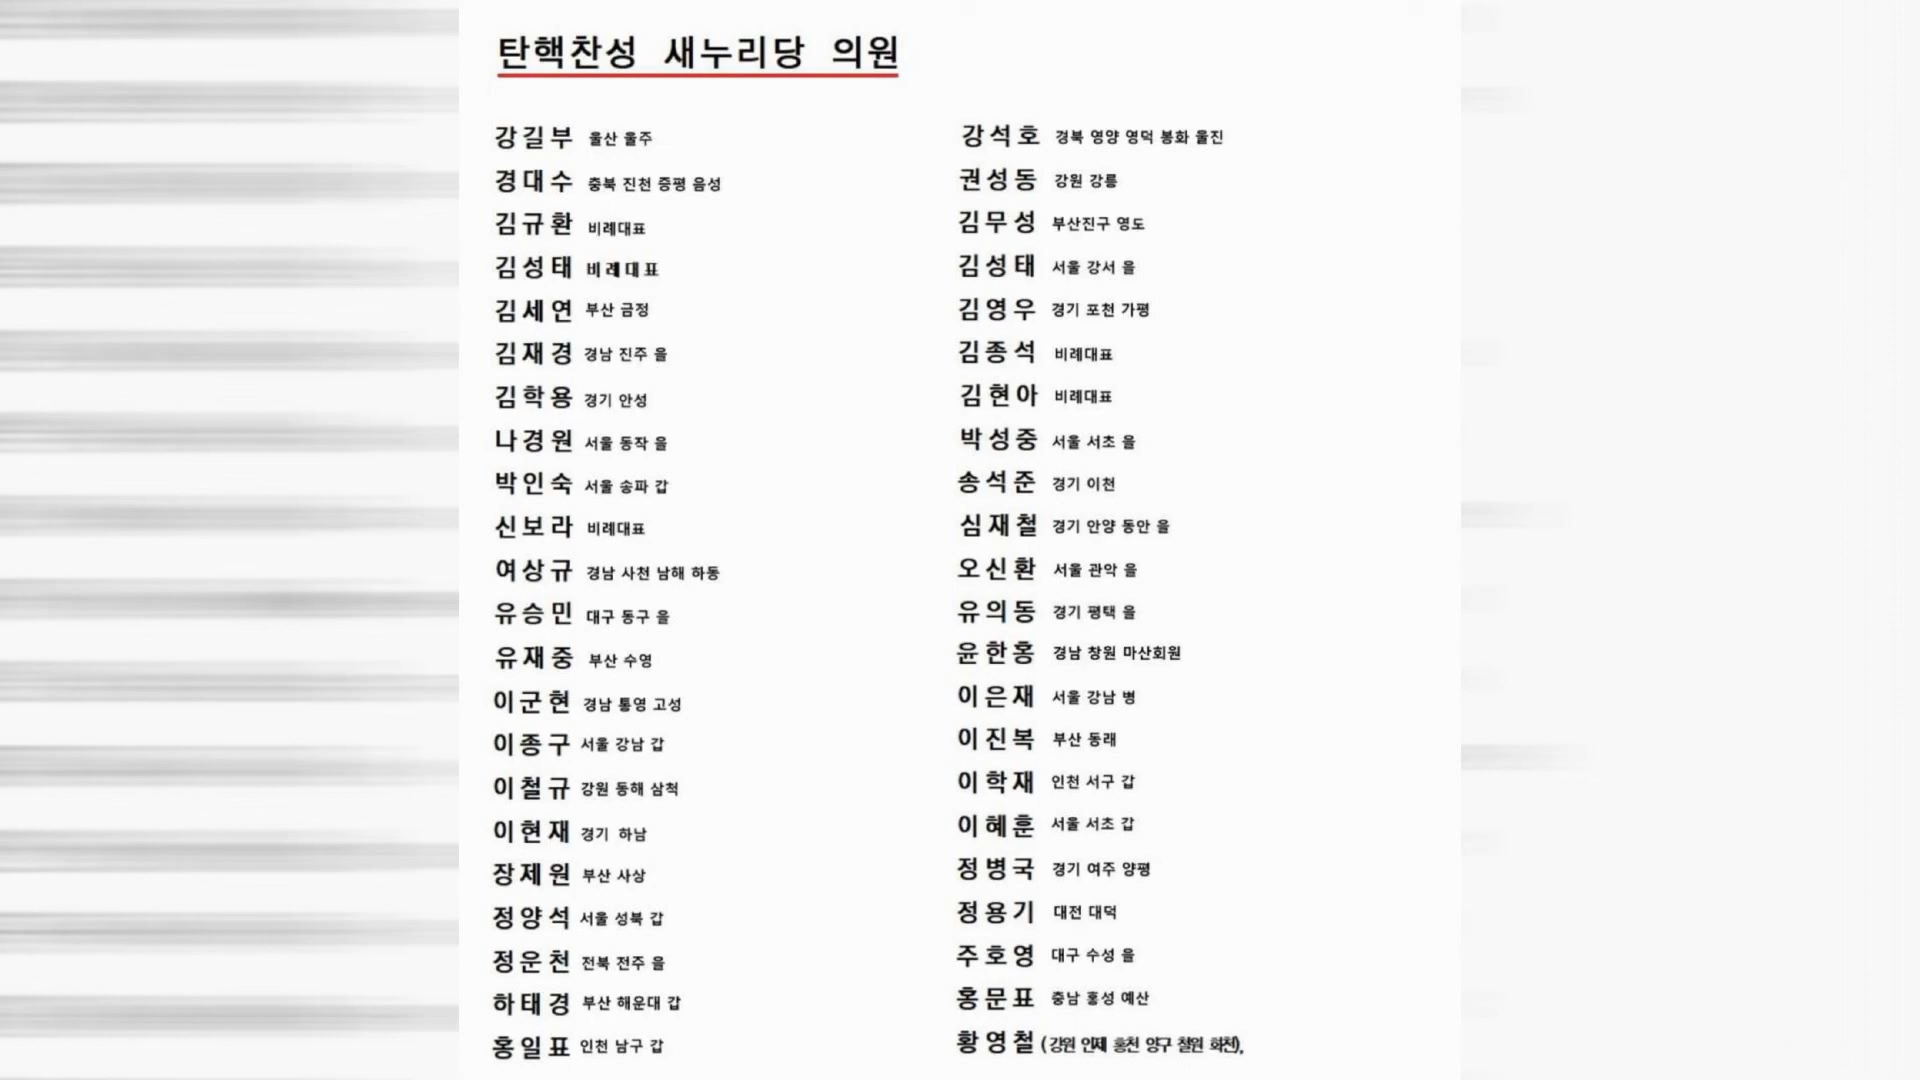 탄핵찬성 새누리당 의원
강길부 울산 울주
강석호 경북 영양 영덕 봉화 울진
경대수 충북 진천 증평 음성
권성동 강원 강릉
김규환 비례대표
김무성 부산진구 영도
김성태 비례대표
김성태 서울 강서 을
김세연 부산 금정
김영우 경기 포천 가평
김재경 경남 진주 을
김종석 비례대표
김학용 경기 안성
김현아 비례대표
나경원 서울 동작 을
박성중 서울 서초 을
박인숙 서울 송파 갑
송석준 경기 이천
신보라 비례대표
심재철 경기 안양 동안 을
여상규 경남 사천 남해 하동
오신환 서울 관악 을
유승민 대구 동구 을
유의동 경기 평택 을
유재중 부산 수영
윤한홍 경남 창원 마산회원
이군현 경남 통영 고성
이은재 서울 강남 병
이종구 서울 강남 갑
이진복 부산 동래
이철규 강원 동해 삼척
이학재 인천 서구 갑
이현재 경기 하남
이혜훈 서울 서초 갑
장제원 부산 사상
정병국 경기 여주 양평
정양석 서울 성북 갑
정용기 대전 대덕
정운천 전북 전주 을
주호영 대구 수성 을
하태경 부산 해운대 갑
홍문표 충남 홍성 예산
홍일표 인천 남구 갑
황영철 (강원 인제 홍천 양구 철원 화천),